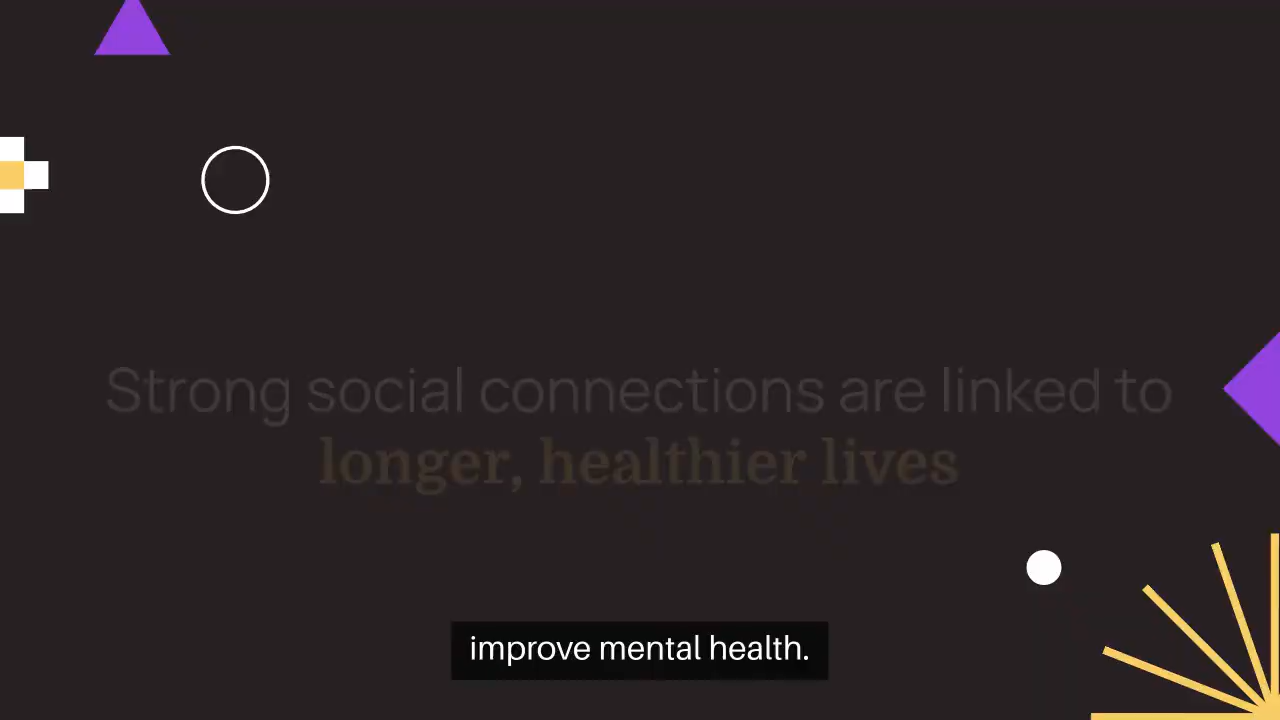 Strong social connections are linked to
longer, healthier lives
improve mental health.